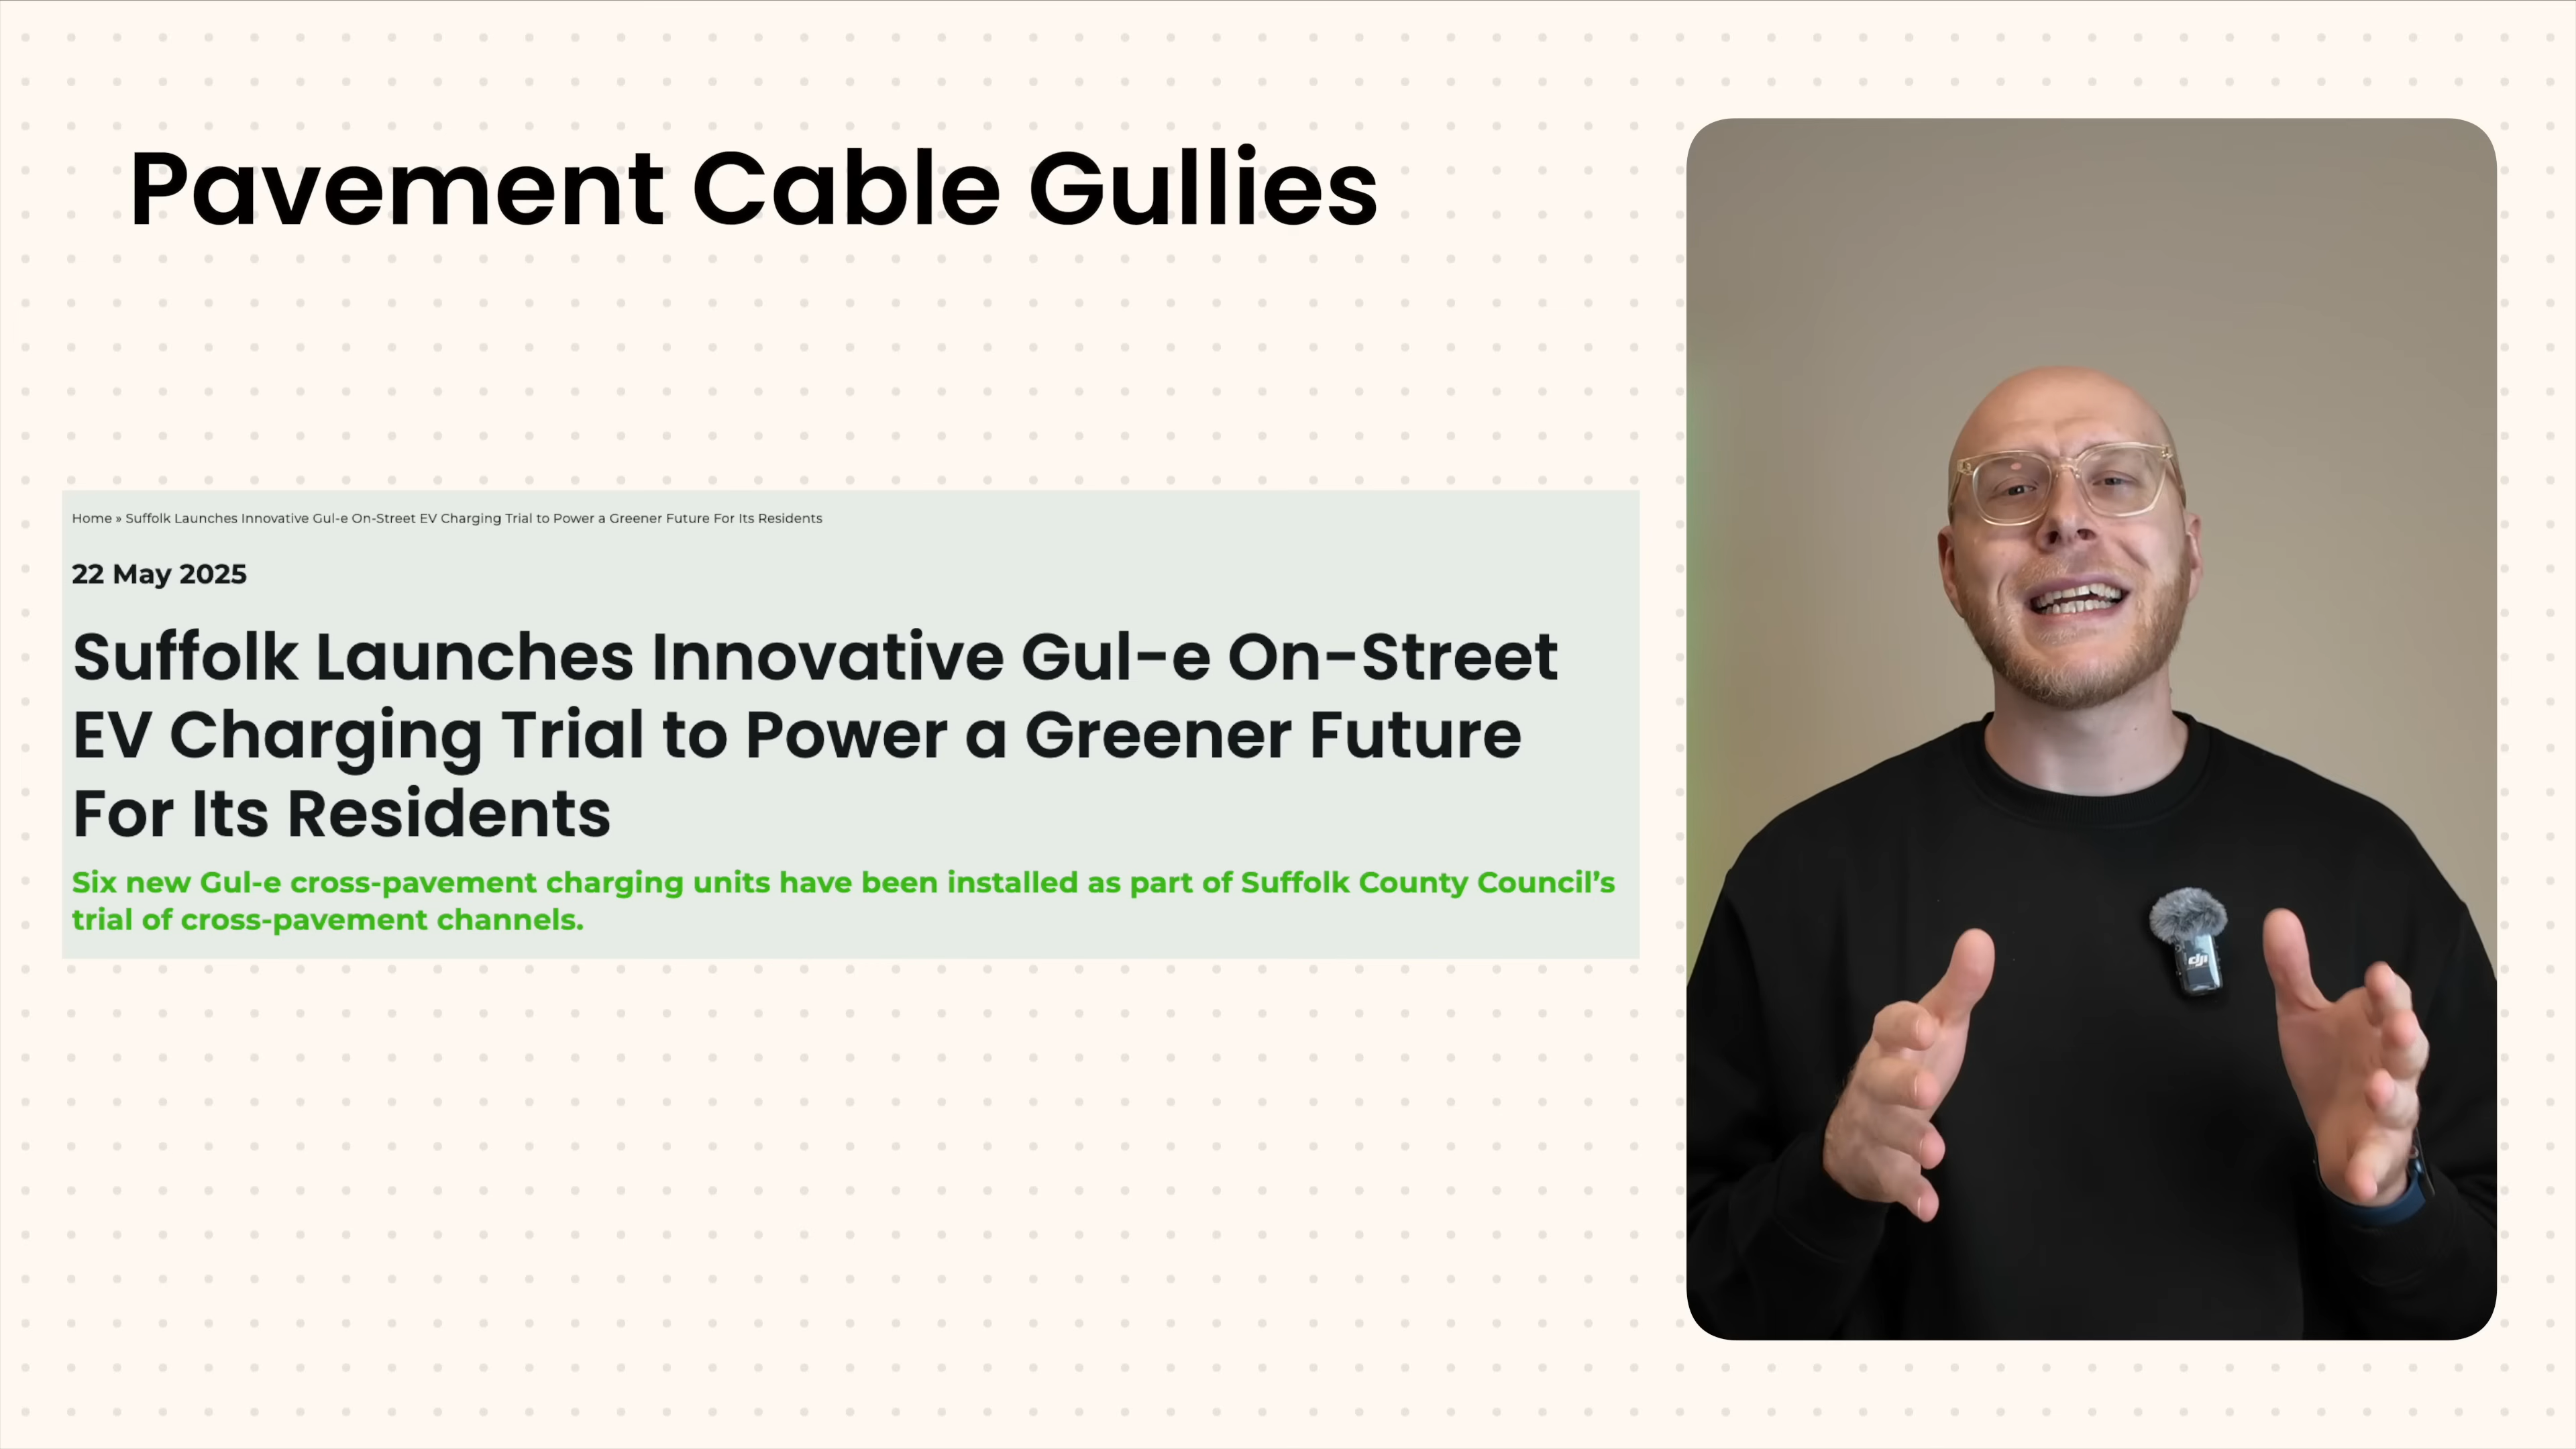 Pavement Cable Gullies
Home » Suffolk Launches Innovative Gul-e On-Street EV Charging Trial to Power a Greener Future For Its Residents
22 May 2025
Suffolk Launches Innovative Gul-e On-Street
EV Charging Trial to Power a Greener Future
For Its Residents
Six new Gul-e cross-pavement charging units have been installed as part of Suffolk County Council’s
trial of cross-pavement channels.
dji